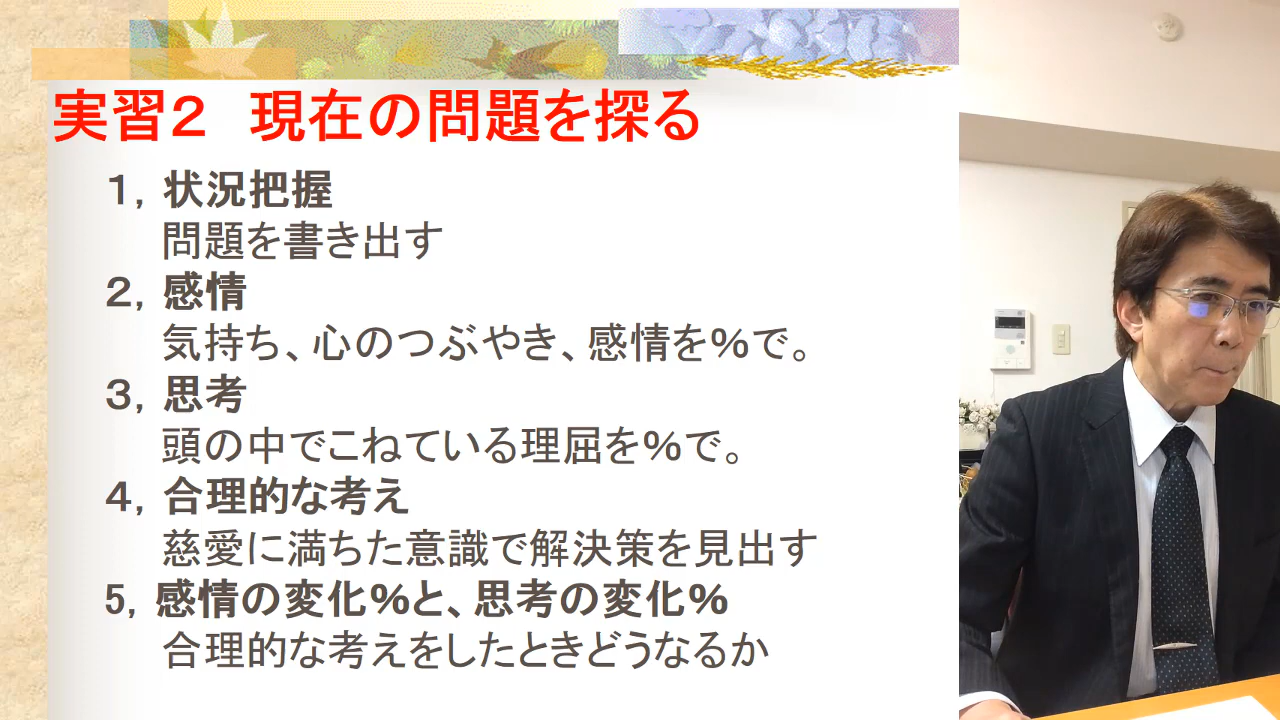 実習２　現在の問題を探る
１，状況把握
問題を書き出す
２，感情
気持ち、心のつぶやき、感情を％で。
３，思考
頭の中でこねている理屈を％で。
４，合理的な考え
慈愛に満ちた意識で解決策を見出す
５，感情の変化％と、思考の変化％
合理的な考えをしたときどうなるか